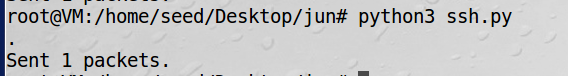 root@VM:/home/seed/Desktop/jun# python3 ssh.py
.
Sent 1 packets.